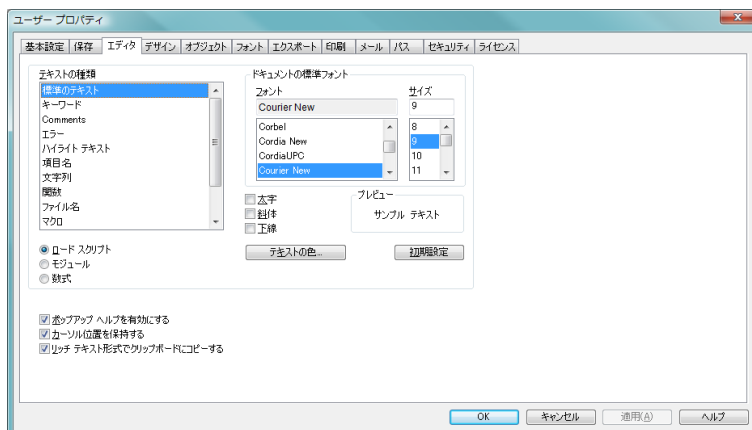 ユーザー プロパティ
基本設定 保存 エディタ デザイン オブジェクト フォント エクスポート 印刷 メール パス セキュリティ ライセンス
テキストの種類
標準のテキスト
キーワード
Comments
エラー
ハイライト テキスト
項目名
文字列
関数
ファイル名
マクロ
ロード スクリプト
モジュール
数式
ドキュメントの標準フォント
フォント
サイズ
Courier New
9
Corbel
Cordia New
CordiaUPC
Courier New
8
9
10
11
太字
斜体
下線
プレビュー
サンプル テキスト
テキストの色...
初期設定
ポップアップ ヘルプを有効にする
カーソル位置を保持する
リッチ テキスト形式でクリップボードにコピーする
OK キャンセル 適用(A) ヘルプ